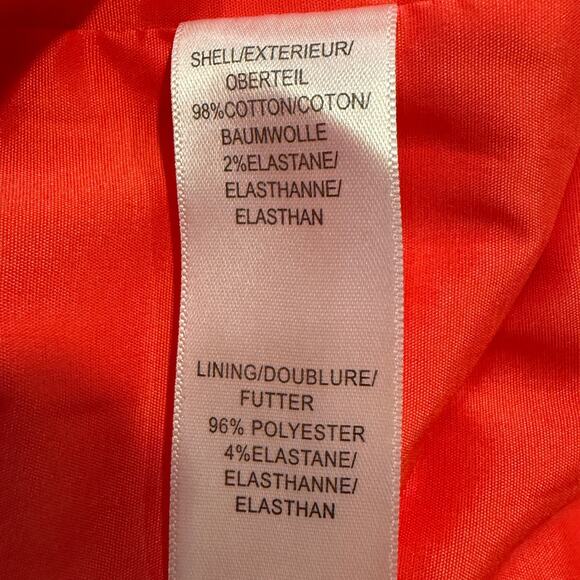 SHELL/EXTERIEUR/
OBERTEIL
98%COTTON/COTON/
BAUMWOLLE
2%ELASTANE/
ELASTHANNE/
ELASTHAN
LINING/DOUBLURE/
FUTTER
96% POLYESTER
4%ELASTANE/
ELASTHANNE/
ELASTHAN